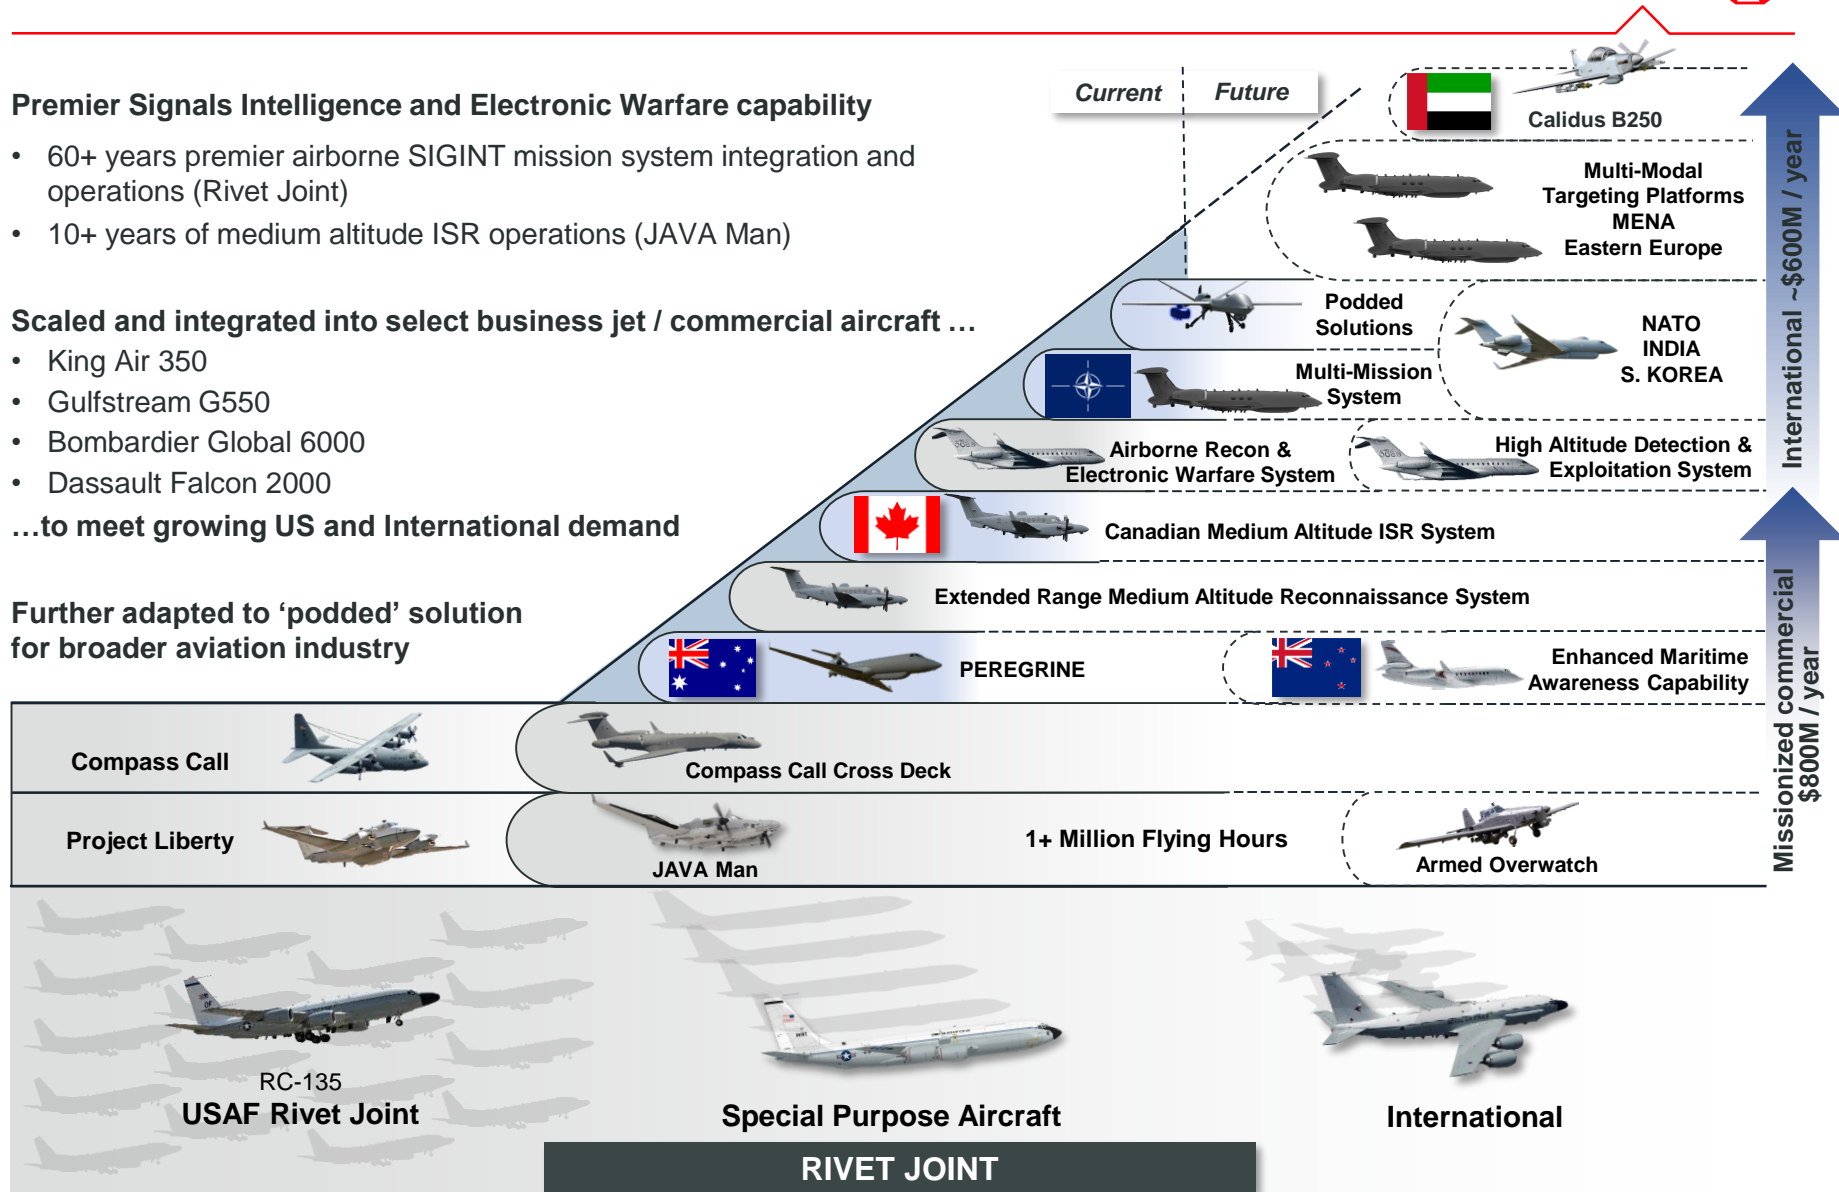 Premier Signals Intelligence and Electronic Warfare capability
• 60+ years premier airborne SIGINT mission system integration and
operations (Rivet Joint)
• 10+ years of medium altitude ISR operations (JAVA Man)
Scaled and integrated into select business jet / commercial aircraft …
• King Air 350
• Gulfstream G550
• Bombardier Global 6000
• Dassault Falcon 2000
…to meet growing US and International demand
Further adapted to ‘podded’ solution
for broader aviation industry
Current
Future
Calidus B250
Multi-Modal
Targeting Platforms
MENA
Eastern Europe
Podded
Solutions
NATO
INDIA
S. KOREA
Multi-Mission
System
Airborne Recon &
Electronic Warfare System
High Altitude Detection &
Exploitation System
Canadian Medium Altitude ISR System
Extended Range Medium Altitude Reconnaissance System
PEREGRINE
Enhanced Maritime
Awareness Capability
International ~$600M / year
Missionized commercial
$800M / year
Compass Call
Compass Call Cross Deck
Project Liberty
JAVA Man
1+ Million Flying Hours
Armed Overwatch
RC-135
USAF Rivet Joint
Special Purpose Aircraft
International
RIVET JOINT